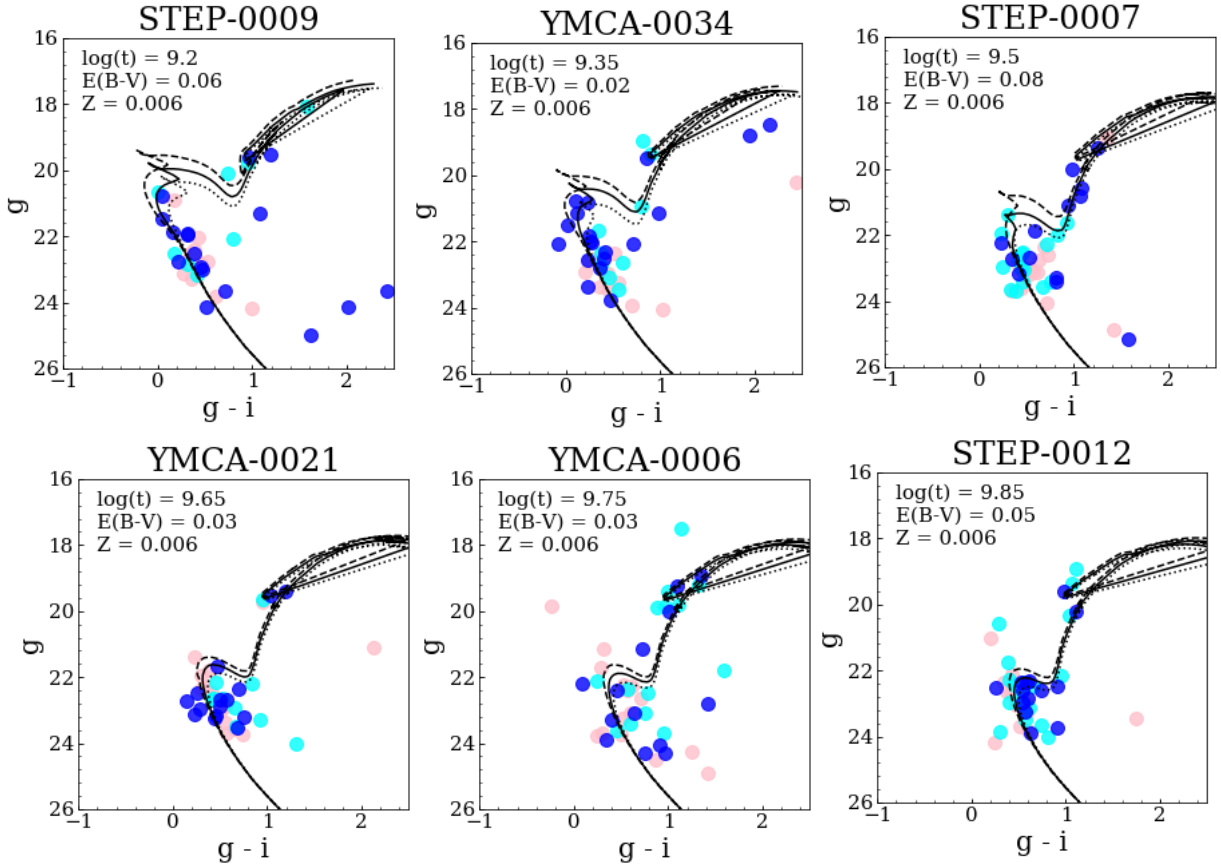 STEP-0009
log(t) = 9.2
E(B-V) = 0.06
Z = 0.006
16
18
20
22
24
26
g
−1
0
1
2
g - i
YMCA-0034
log(t) = 9.35
E(B-V) = 0.02
Z = 0.006
16
18
20
22
24
26
g
−1
0
1
2
g - i
STEP-0007
log(t) = 9.5
E(B-V) = 0.08
Z = 0.006
16
18
20
22
24
26
g
−1
0
1
2
g - i
YMCA-0021
log(t) = 9.65
E(B-V) = 0.03
Z = 0.006
16
18
20
22
24
26
g
−1
0
1
2
g - i
YMCA-0006
log(t) = 9.75
E(B-V) = 0.03
Z = 0.006
16
18
20
22
24
26
g
−1
0
1
2
g - i
STEP-0012
log(t) = 9.85
E(B-V) = 0.05
Z = 0.006
16
18
20
22
24
26
g
−1
0
1
2
g - i